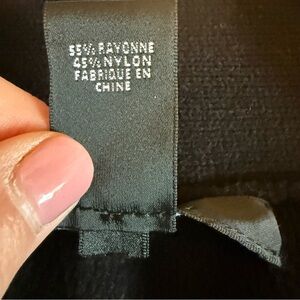 55% RAYONNE
45% NYLON
FABRIQUE EN
CHINE